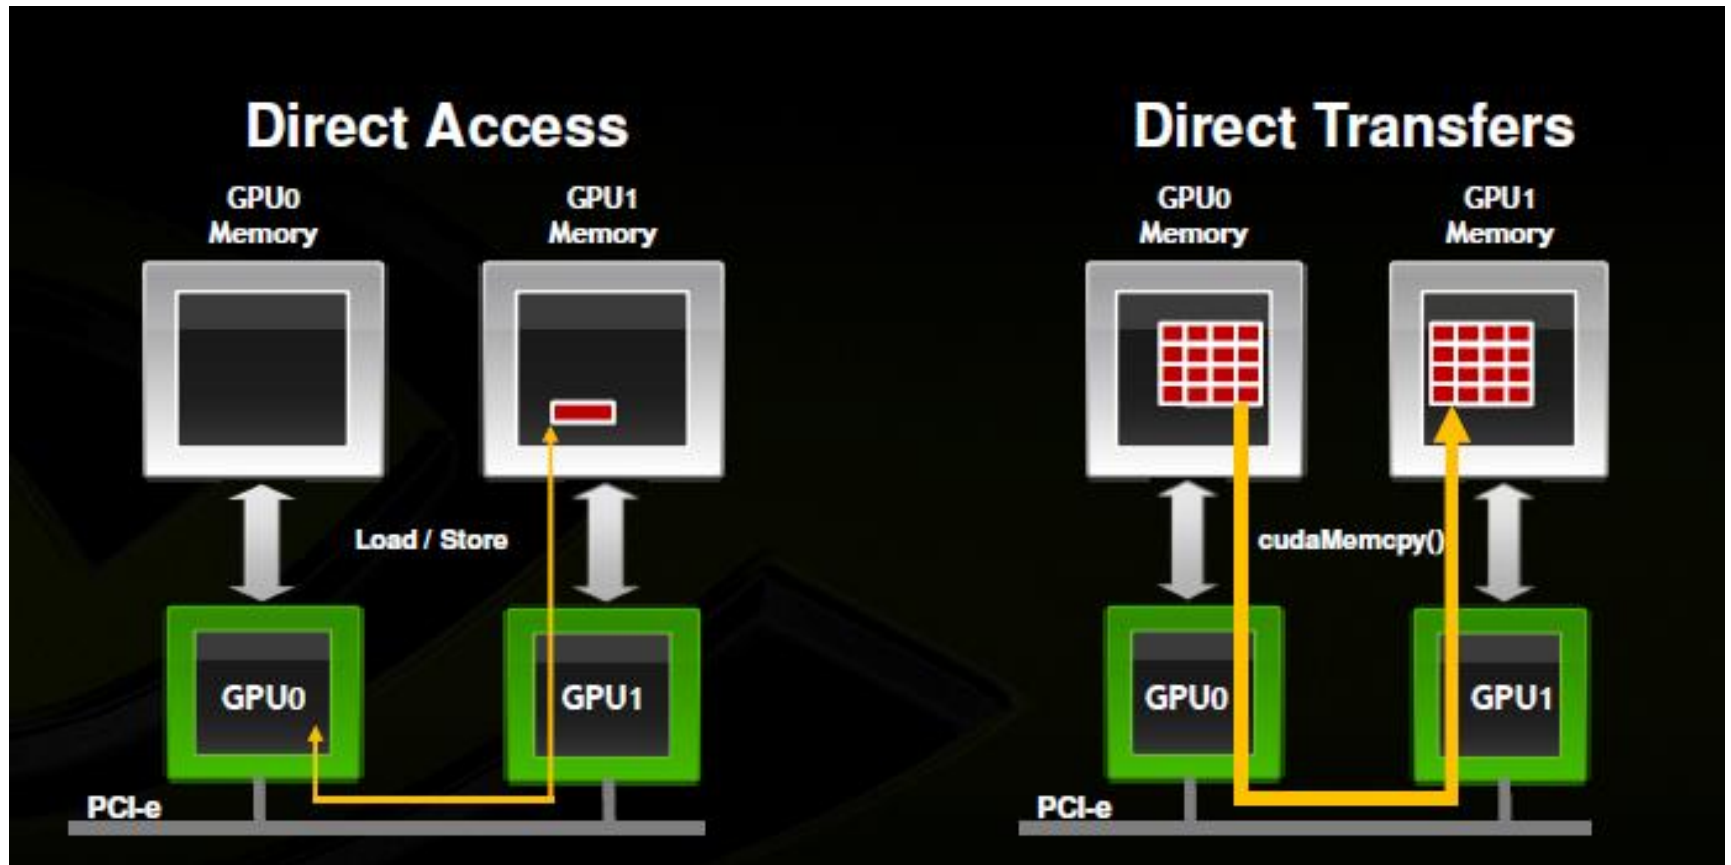 Direct Access
GPU0
Memory
GPU1
Memory
Load / Store
GPU0
GPU1
PCI-e
Direct Transfers
GPU0
Memory
GPU1
Memory
cudaMemcpy()
GPU0
GPU1
PCI-e